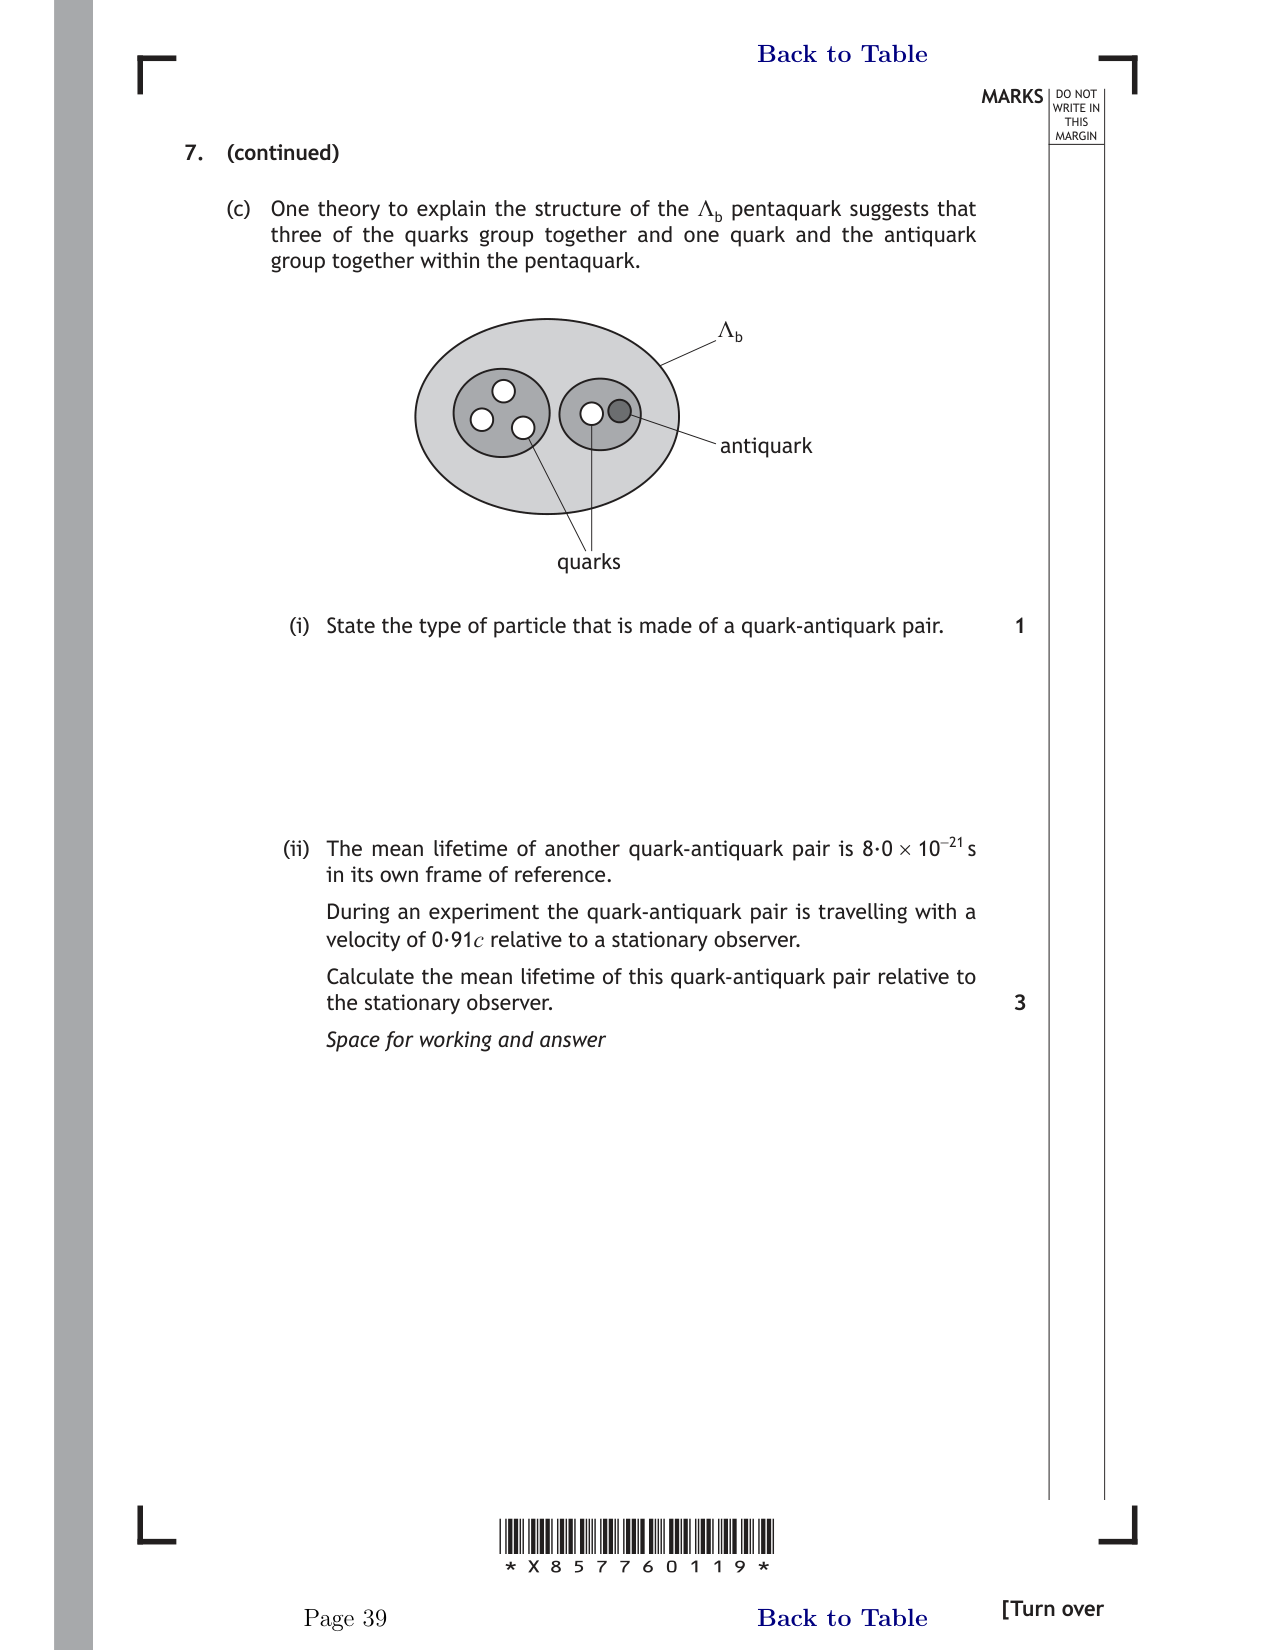 Back to Table
MARKS
DO NOT
WRITE IN
THIS
MARGIN
7. (continued)
(c) One theory to explain the structure of the Λb pentaquark suggests that
three of the quarks group together and one quark and the antiquark
group together within the pentaquark.
Λb
antiquark
quarks
(i) State the type of particle that is made of a quark-antiquark pair. 1
(ii) The mean lifetime of another quark-antiquark pair is 8·0 × 10⁻²¹ s
in its own frame of reference.
During an experiment the quark-antiquark pair is travelling with a
velocity of 0·91c relative to a stationary observer.
Calculate the mean lifetime of this quark-antiquark pair relative to
the stationary observer. 3
Space for working and answer
* X 8 5 7 7 6 0 1 1 9 *
[Turn over
Page 39 Back to Table